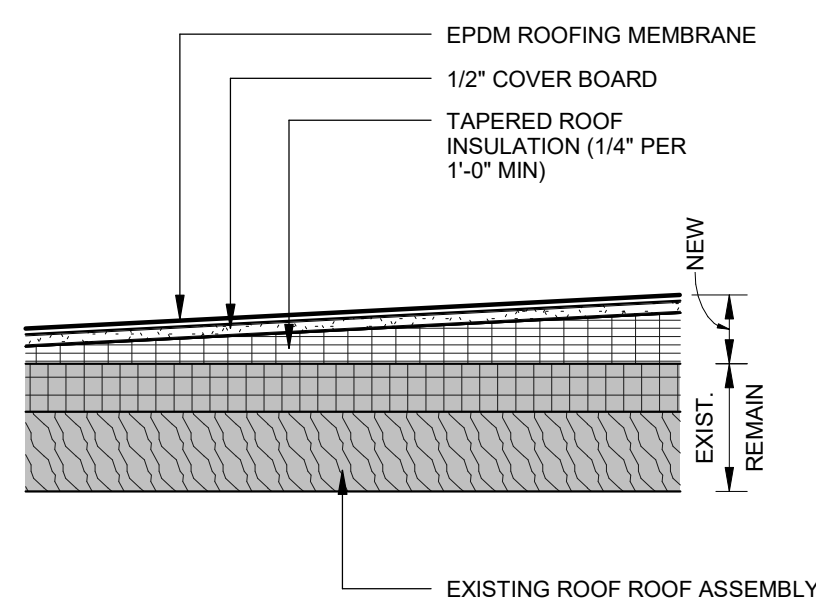 EPDM ROOFING MEMBRANE
1/2" COVER BOARD
TAPERED ROOF
INSULATION (1/4" PER
1'-0" MIN)
NEW
EXIST.
REMAIN
EXISTING ROOF ROOF ASSEMBLY